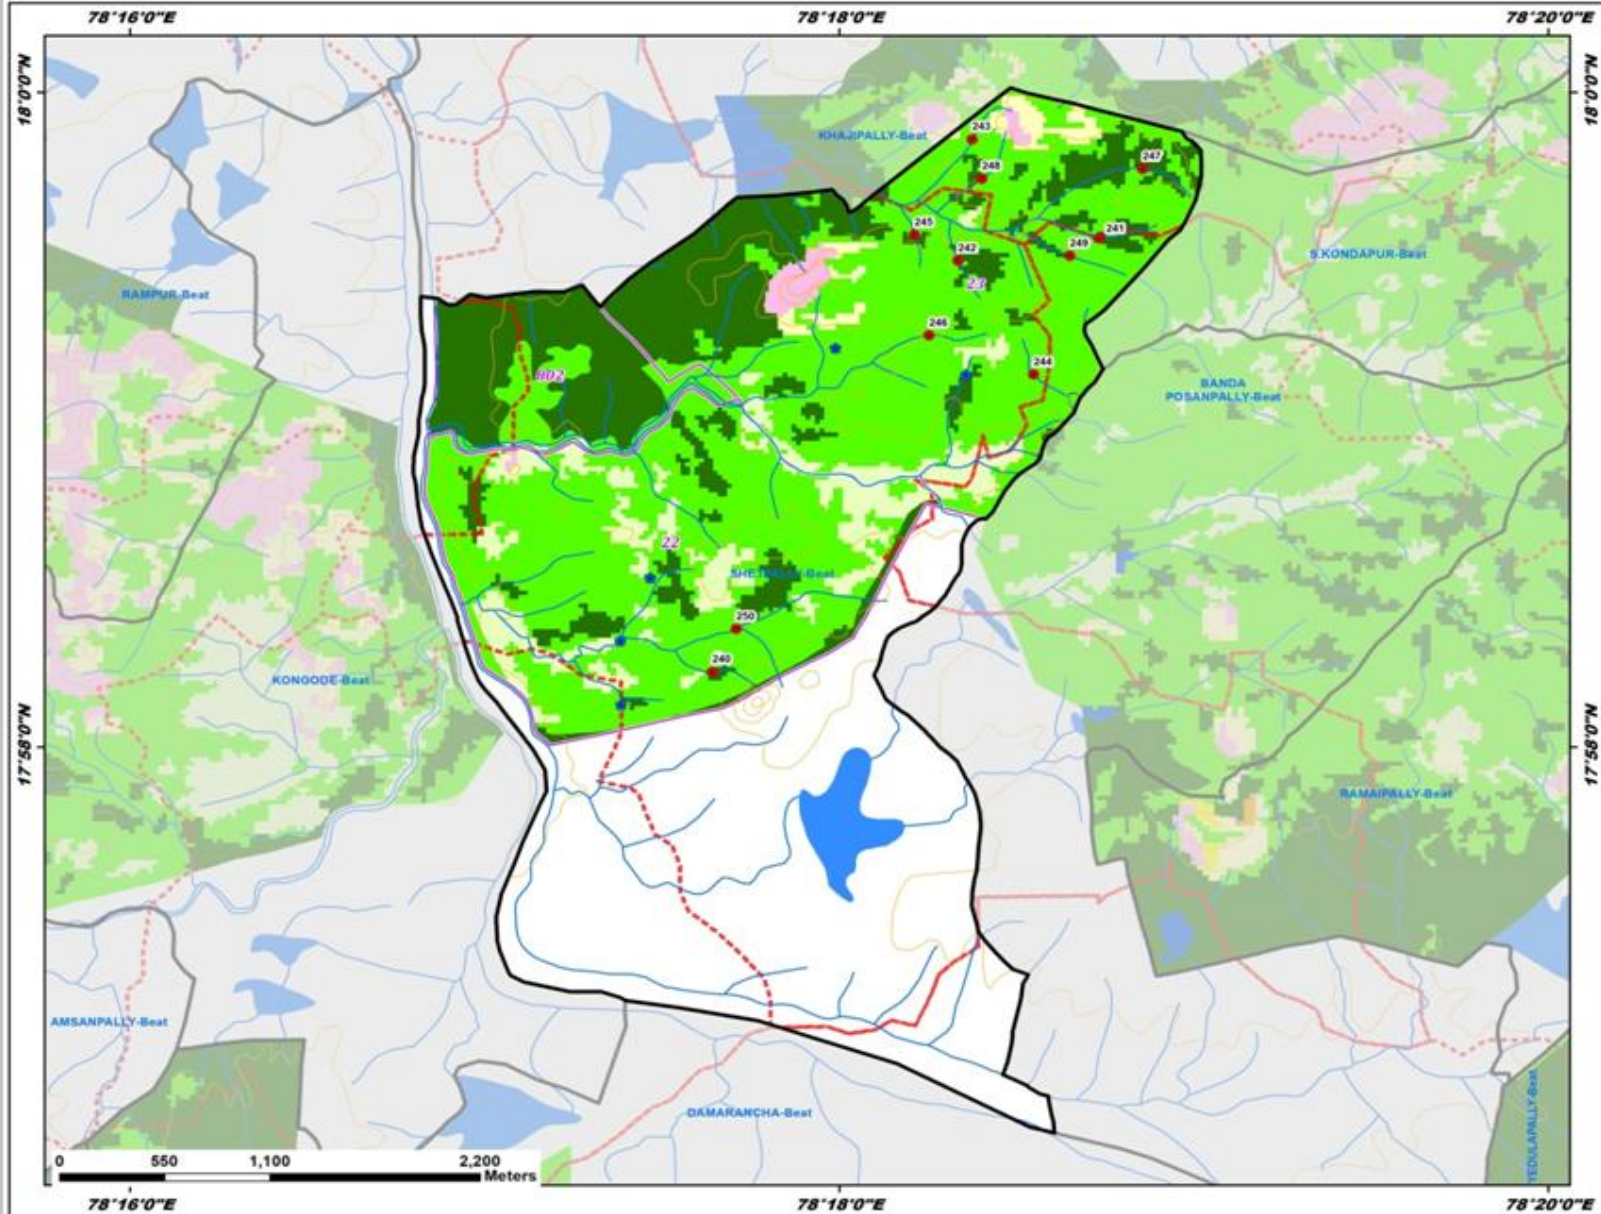 78°16'0"E 78°18'0"E 78°20'0"E
18°0'0"N
18°0'0"N
KHAJIPALLY-Beat
243
247
248
245
241
242
249
S.KONDAPUR-Beat
23
RAMPUR-Beat
246
244
802
BANDA
POSANPALLY-Beat
22
250
240
KONGODE-Beat
17°58'0"N
17°58'0"N
RAMAIPALLY-Beat
AMSANPALLY-Beat
DAMARANCHA-Beat
YEDULAPALLY-Beat
0 550 1,100 2,200
Meters
78°16'0"E 78°18'0"E 78°20'0"E